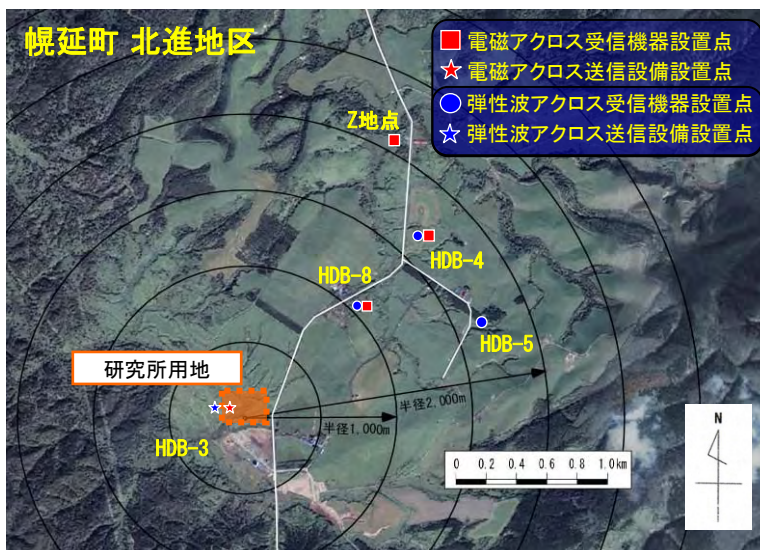 幌延町 北進地区
電磁アクロス受信機器設置点
電磁アクロス送信設備設置点
弾性波アクロス受信機器設置点
弾性波アクロス送信設備設置点
Z地点
HDB-4
HDB-8
HDB-5
研究所用地
半径2,000m
半径1,000m
HDB-3
N
0 0.2 0.4 0.6 0.8 1.0km